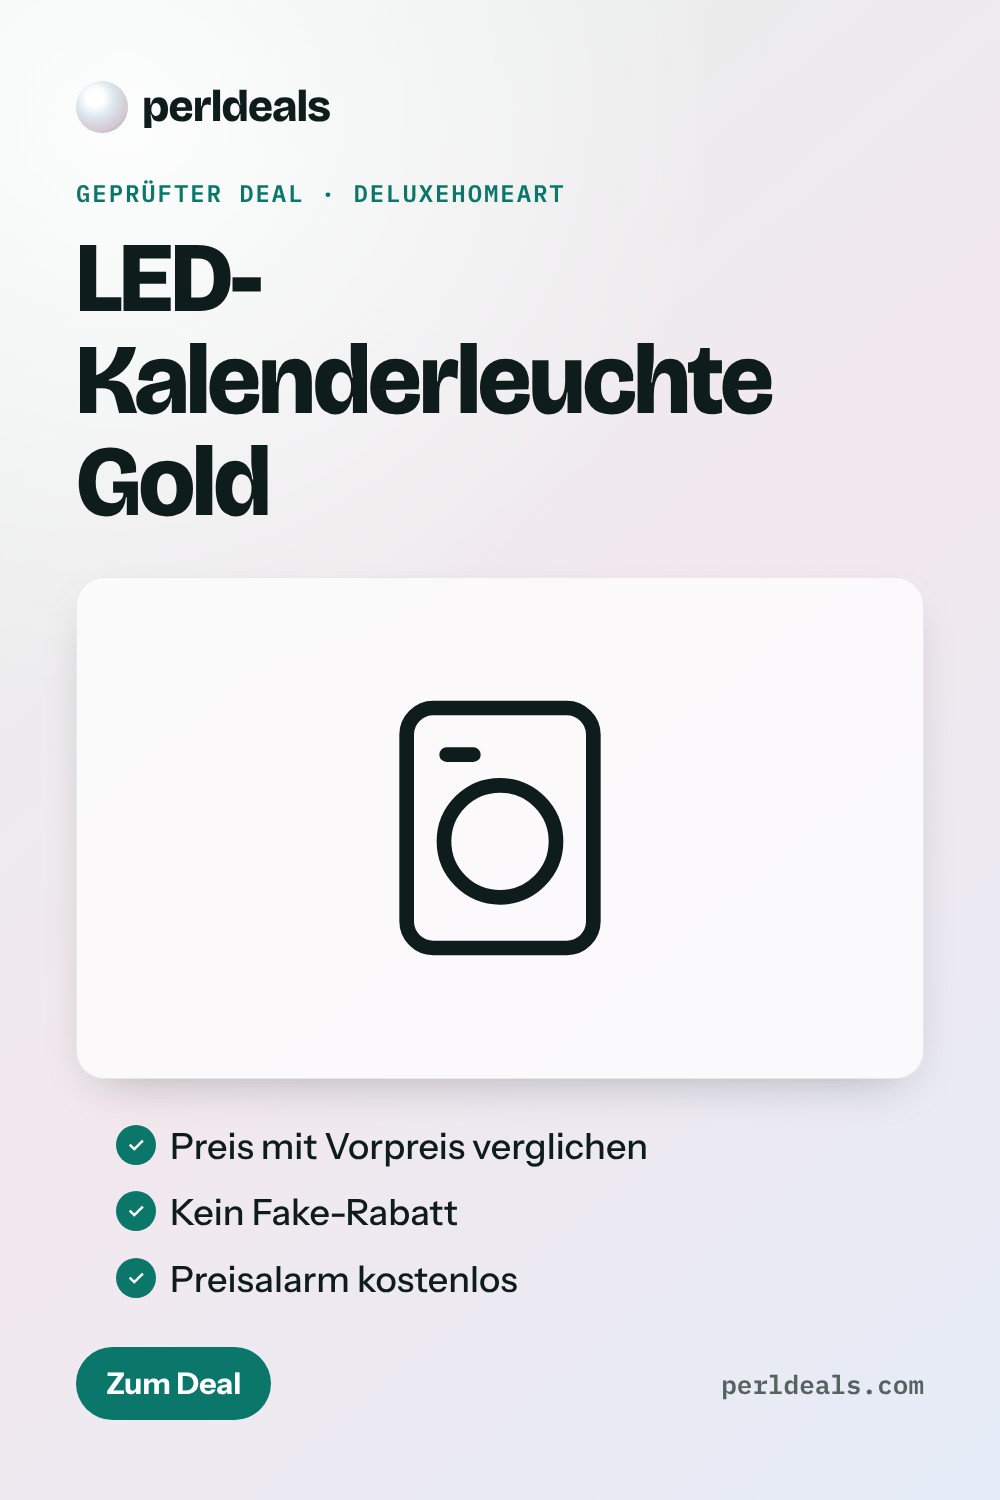 perldeals
GEPRÜFTER DEAL · DELUXEHOMEART
LED-
Kalenderleuchte
Gold
Preis mit Vorpreis verglichen
Kein Fake-Rabatt
Preisalarm kostenlos
Zum Deal
perldeals.com